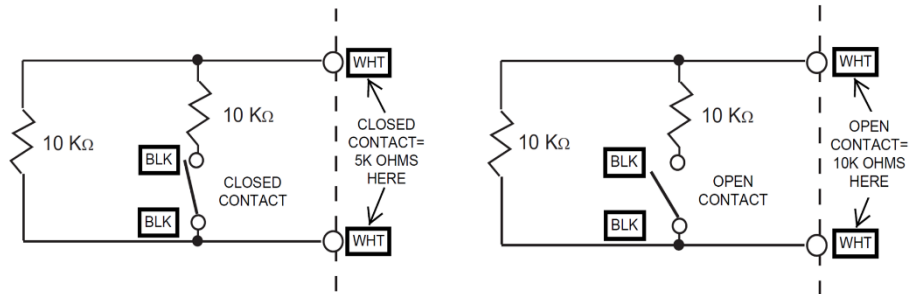 WHT
10 KΩ
10 KΩ
BLK
CLOSED
CONTACT
BLK
CLOSED
CONTACT=
5K OHMS
HERE
WHT
WHT
10 KΩ
10 KΩ
BLK
OPEN
CONTACT
BLK
OPEN
CONTACT=
10K OHMS
HERE
WHT